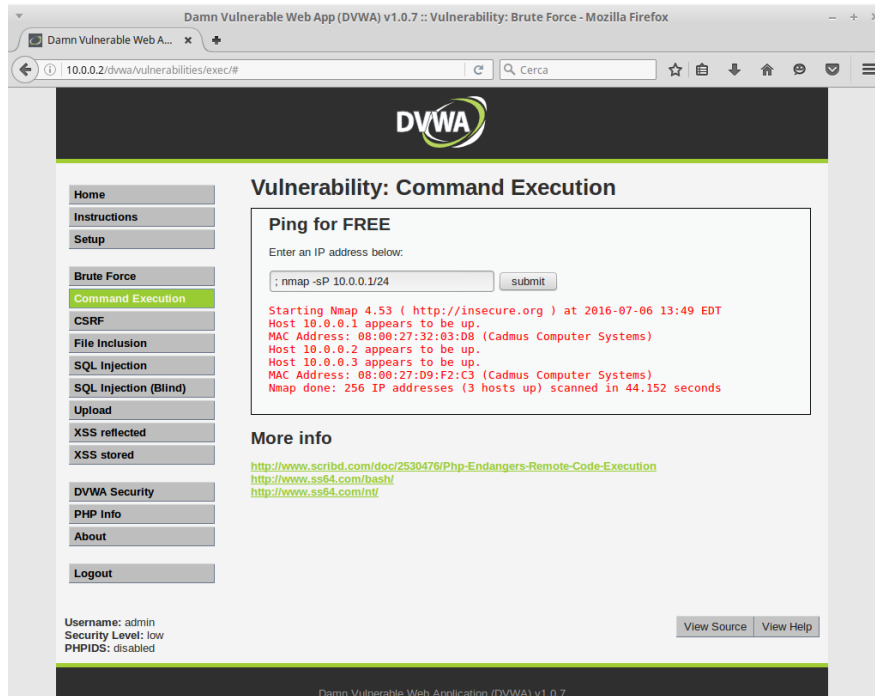 Damn Vulnerable Web App (DVWA) v1.0.7 :: Vulnerability: Brute Force - Mozilla Firefox
Damn Vulnerable Web A...
10.0.0.2/dvwa/vulnerabilities/exec/#
Cerca
DVWA
Home
Instructions
Setup
Brute Force
Command Execution
CSRF
File Inclusion
SQL Injection
SQL Injection (Blind)
Upload
XSS reflected
XSS stored
DVWA Security
PHP Info
About
Logout
Vulnerability: Command Execution
Ping for FREE
Enter an IP address below:
; nmap -sP 10.0.0.1/24
submit
Starting Nmap 4.53 ( http://insecure.org ) at 2016-07-06 13:49 EDT
Host 10.0.0.1 appears to be up.
MAC Address: 08:00:27:32:03:D8 (Cadmus Computer Systems)
Host 10.0.0.2 appears to be up.
Host 10.0.0.3 appears to be up.
MAC Address: 08:00:27:D9:F2:C3 (Cadmus Computer Systems)
Nmap done: 256 IP addresses (3 hosts up) scanned in 44.152 seconds
More info
http://www.scribd.com/doc/2530476/Php-Endangers-Remote-Code-Execution
http://www.ss64.com/bash/
http://www.ss64.com/nt/
Username: admin
Security Level: low
PHPIDS: disabled
View Source
View Help
Damn Vulnerable Web Application (DVWA) v1.0.7